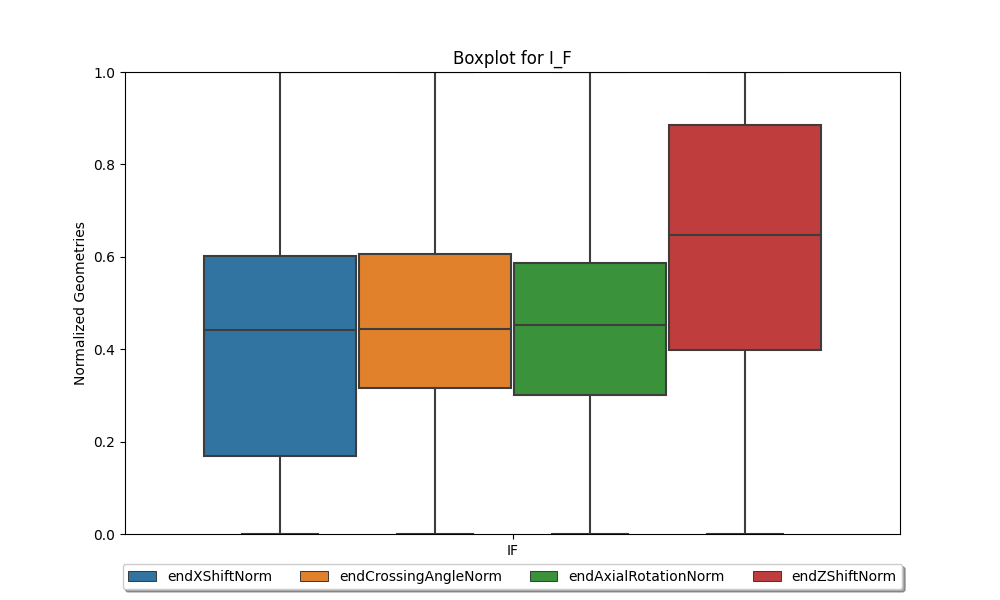 Boxplot for I_F
1.0
0.8
0.6
0.4
0.2
0.0
Normalized Geometries
IF
endXShiftNorm endCrossingAngleNorm endAxialRotationNorm endZShiftNorm